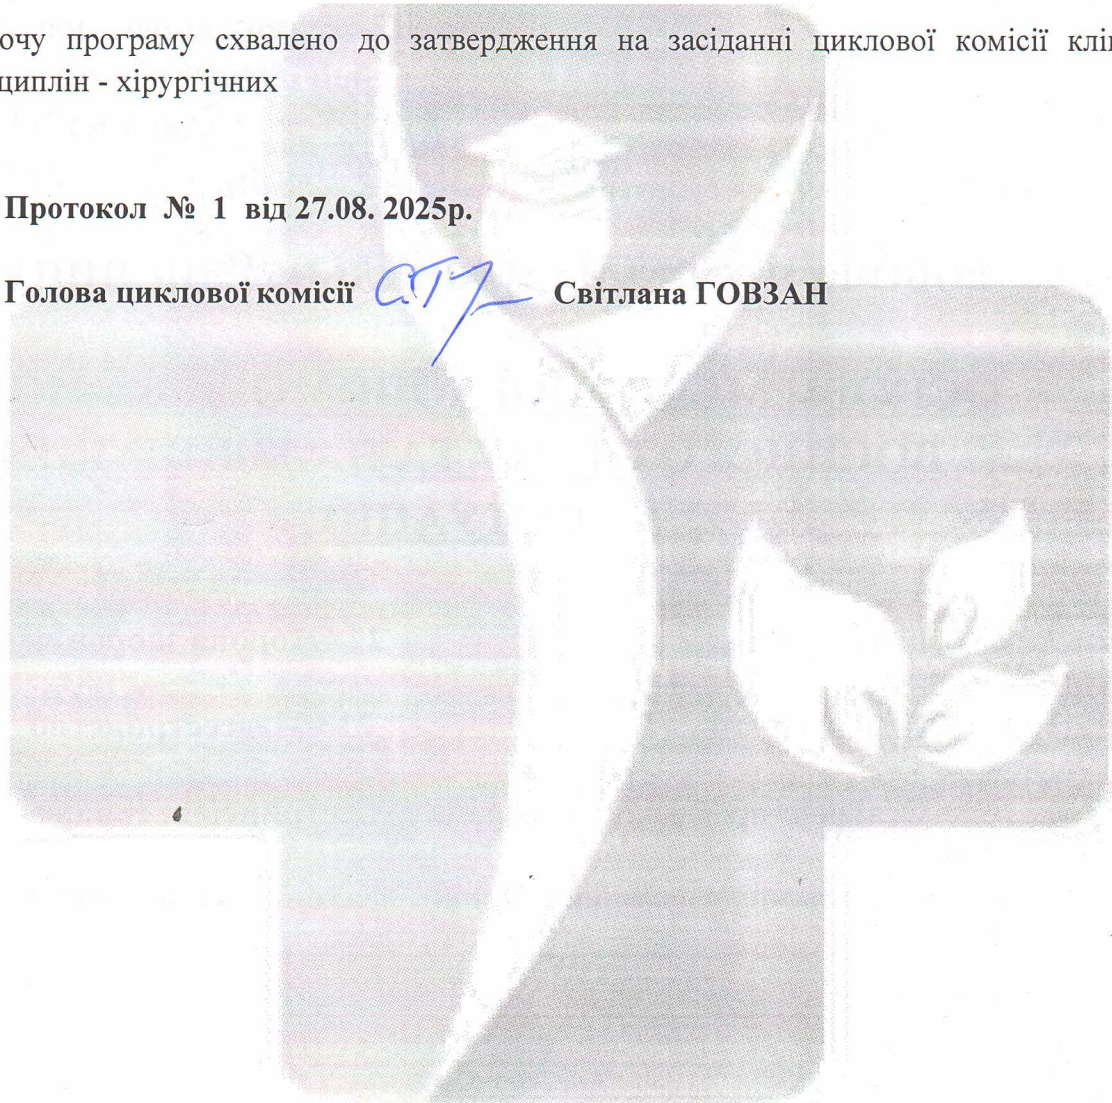 очу програму схвалено до затвердження на засіданні циклової комісії клін
циплін - хірургічних
Протокол № 1 від 27.08. 2025р.
Голова циклової комісії Світлана ГОВЗАН